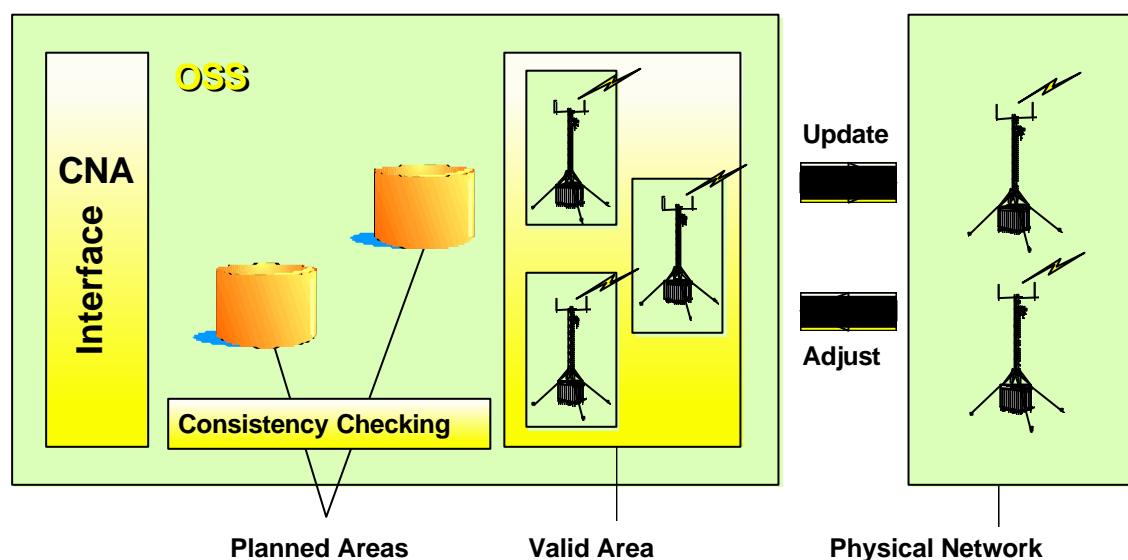 OSS
CNA
Interface
Update
Adjust
Consistency Checking
Planned Areas
Valid Area
Physical Network